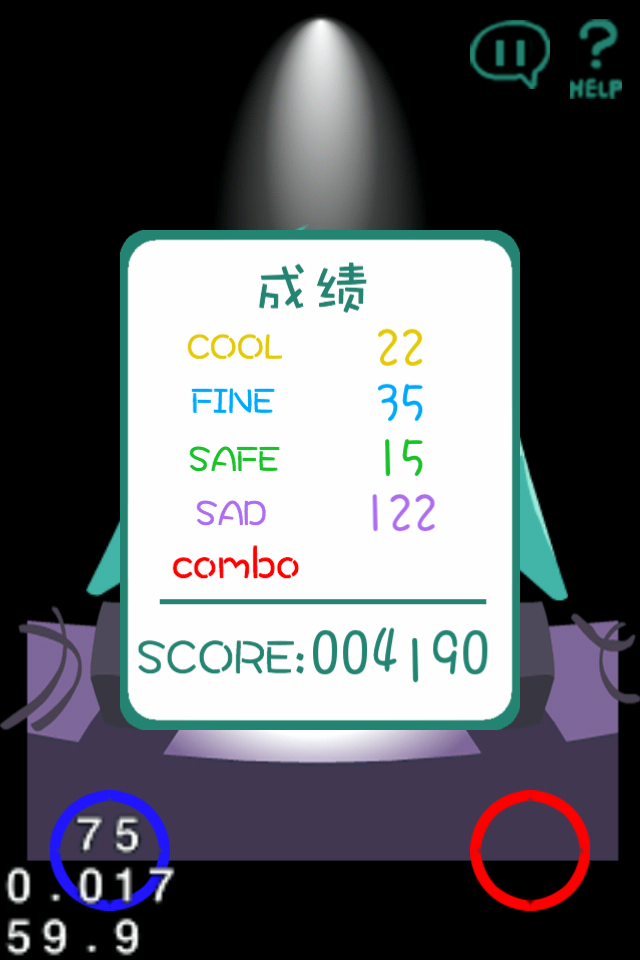 HELP
成绩
COOL 22
FINE 35
SAFE 15
SAD 122
combo
SCORE:004190
75
0.017
59.9